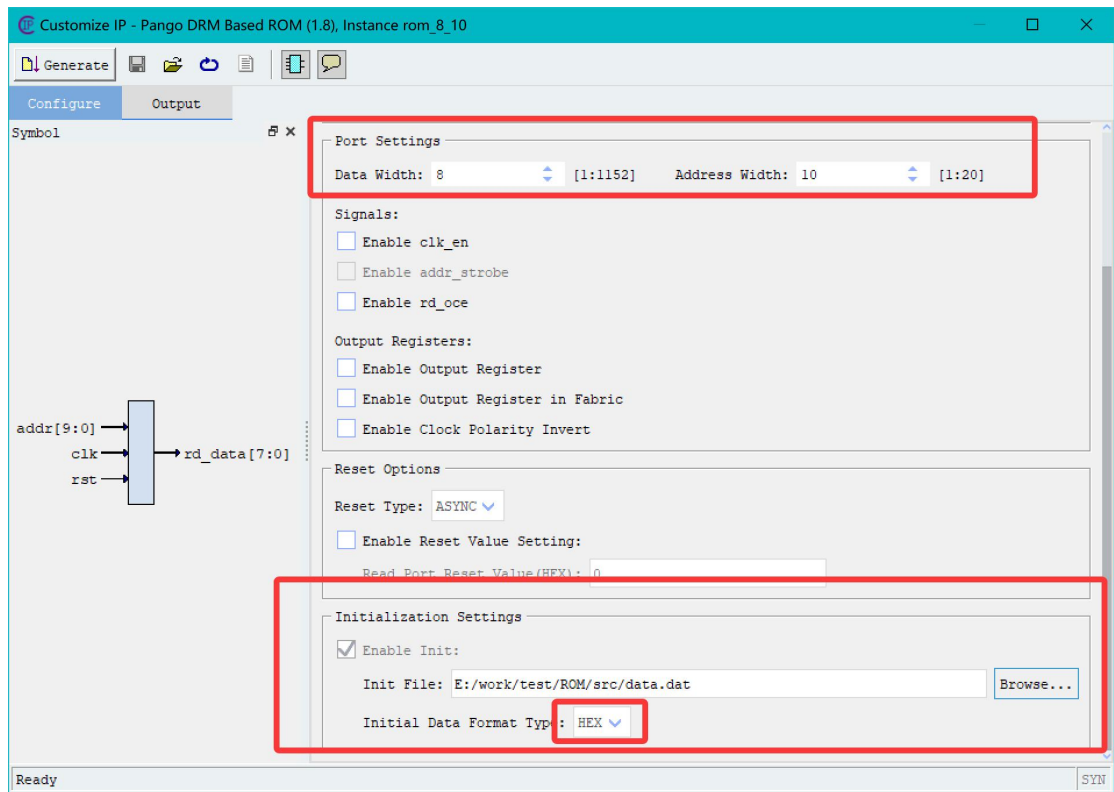 Customize IP - Pango DRM Based ROM (1.8), Instance rom_8_10
Generate
Configure Output
Symbol
addr[9:0]
clk
rst
rd_data[7:0]
Port Settings
Data Width: 8 [1:1152] Address Width: 10 [1:20]
Signals:
Enable clk_en
Enable addr_strobe
Enable rd_oce
Output Registers:
Enable Output Register
Enable Output Register in Fabric
Enable Clock Polarity Invert
Reset Options
Reset Type: ASYNC
Enable Reset Value Setting:
Read Port Reset Value(HEX): 0
Initialization Settings
Enable Init:
Init File: E:/work/test/ROM/src/data.dat Browse...
Initial Data Format Type: HEX
Ready SYN